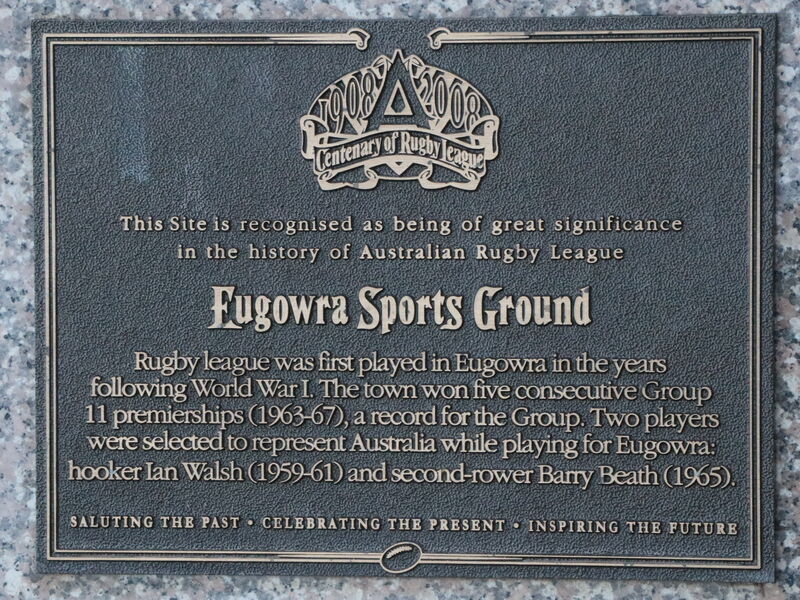 1908 2008
Centenary of Rugby League
This Site is recognised as being of great significance
in the history of Australian Rugby League
Eugowra Sports Ground
Rugby league was first played in Eugowra in the years
following World War I. The town won five consecutive Group
11 premierships (1963-67), a record for the Group. Two players
were selected to represent Australia while playing for Eugowra:
hooker Ian Walsh (1959-61) and second-rower Barry Beath (1965).
SALUTING THE PAST • CELEBRATING THE PRESENT • INSPIRING THE FUTURE